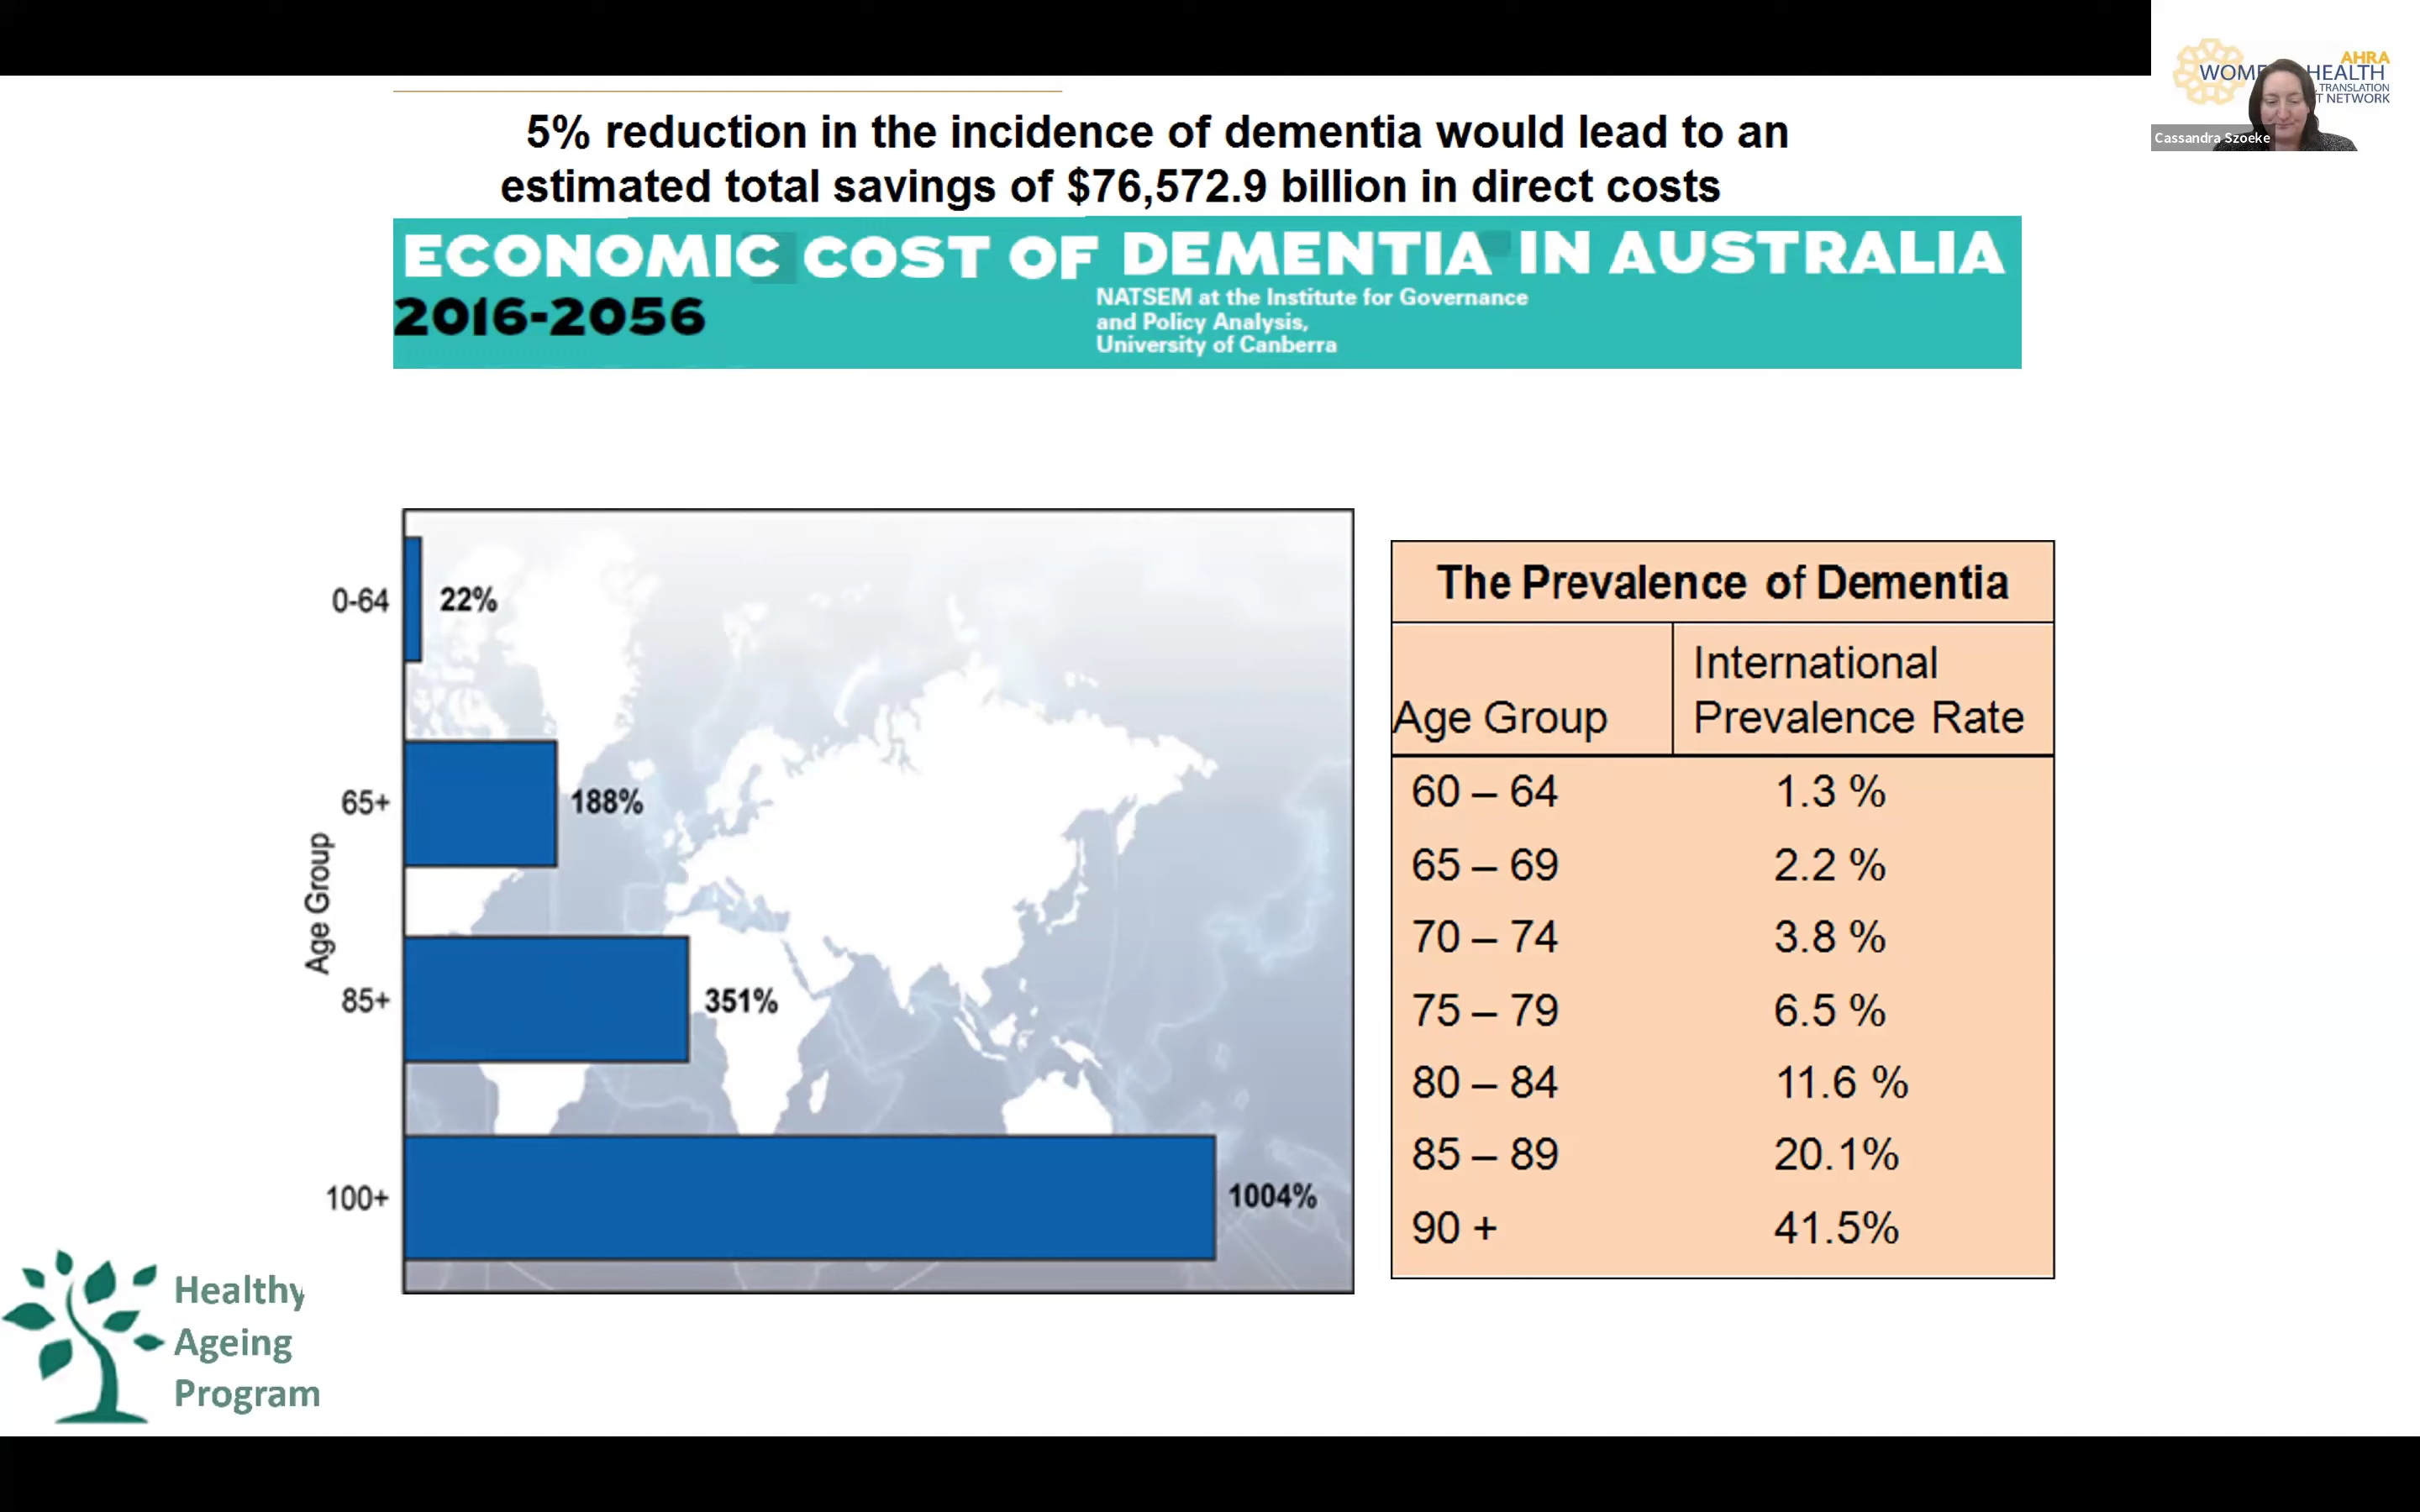 AHRA
WOME HEALTH
TRANSLATION
T NETWORK
Cassandra Szoeke
5% reduction in the incidence of dementia would lead to an
estimated total savings of $76,572.9 billion in direct costs
ECONOMIC COST OF DEMENTIA IN AUSTRALIA
2016-2056
NATSEM at the Institute for Governance
and Policy Analysis,
University of Canberra
Age Group
0-64 22%
65+ 188%
85+ 351%
100+ 1004%
The Prevalence of Dementia
Age Group International
Prevalence Rate
60 – 64 1.3 %
65 – 69 2.2 %
70 – 74 3.8 %
75 – 79 6.5 %
80 – 84 11.6 %
85 – 89 20.1%
90 + 41.5%
Healthy
Ageing
Program